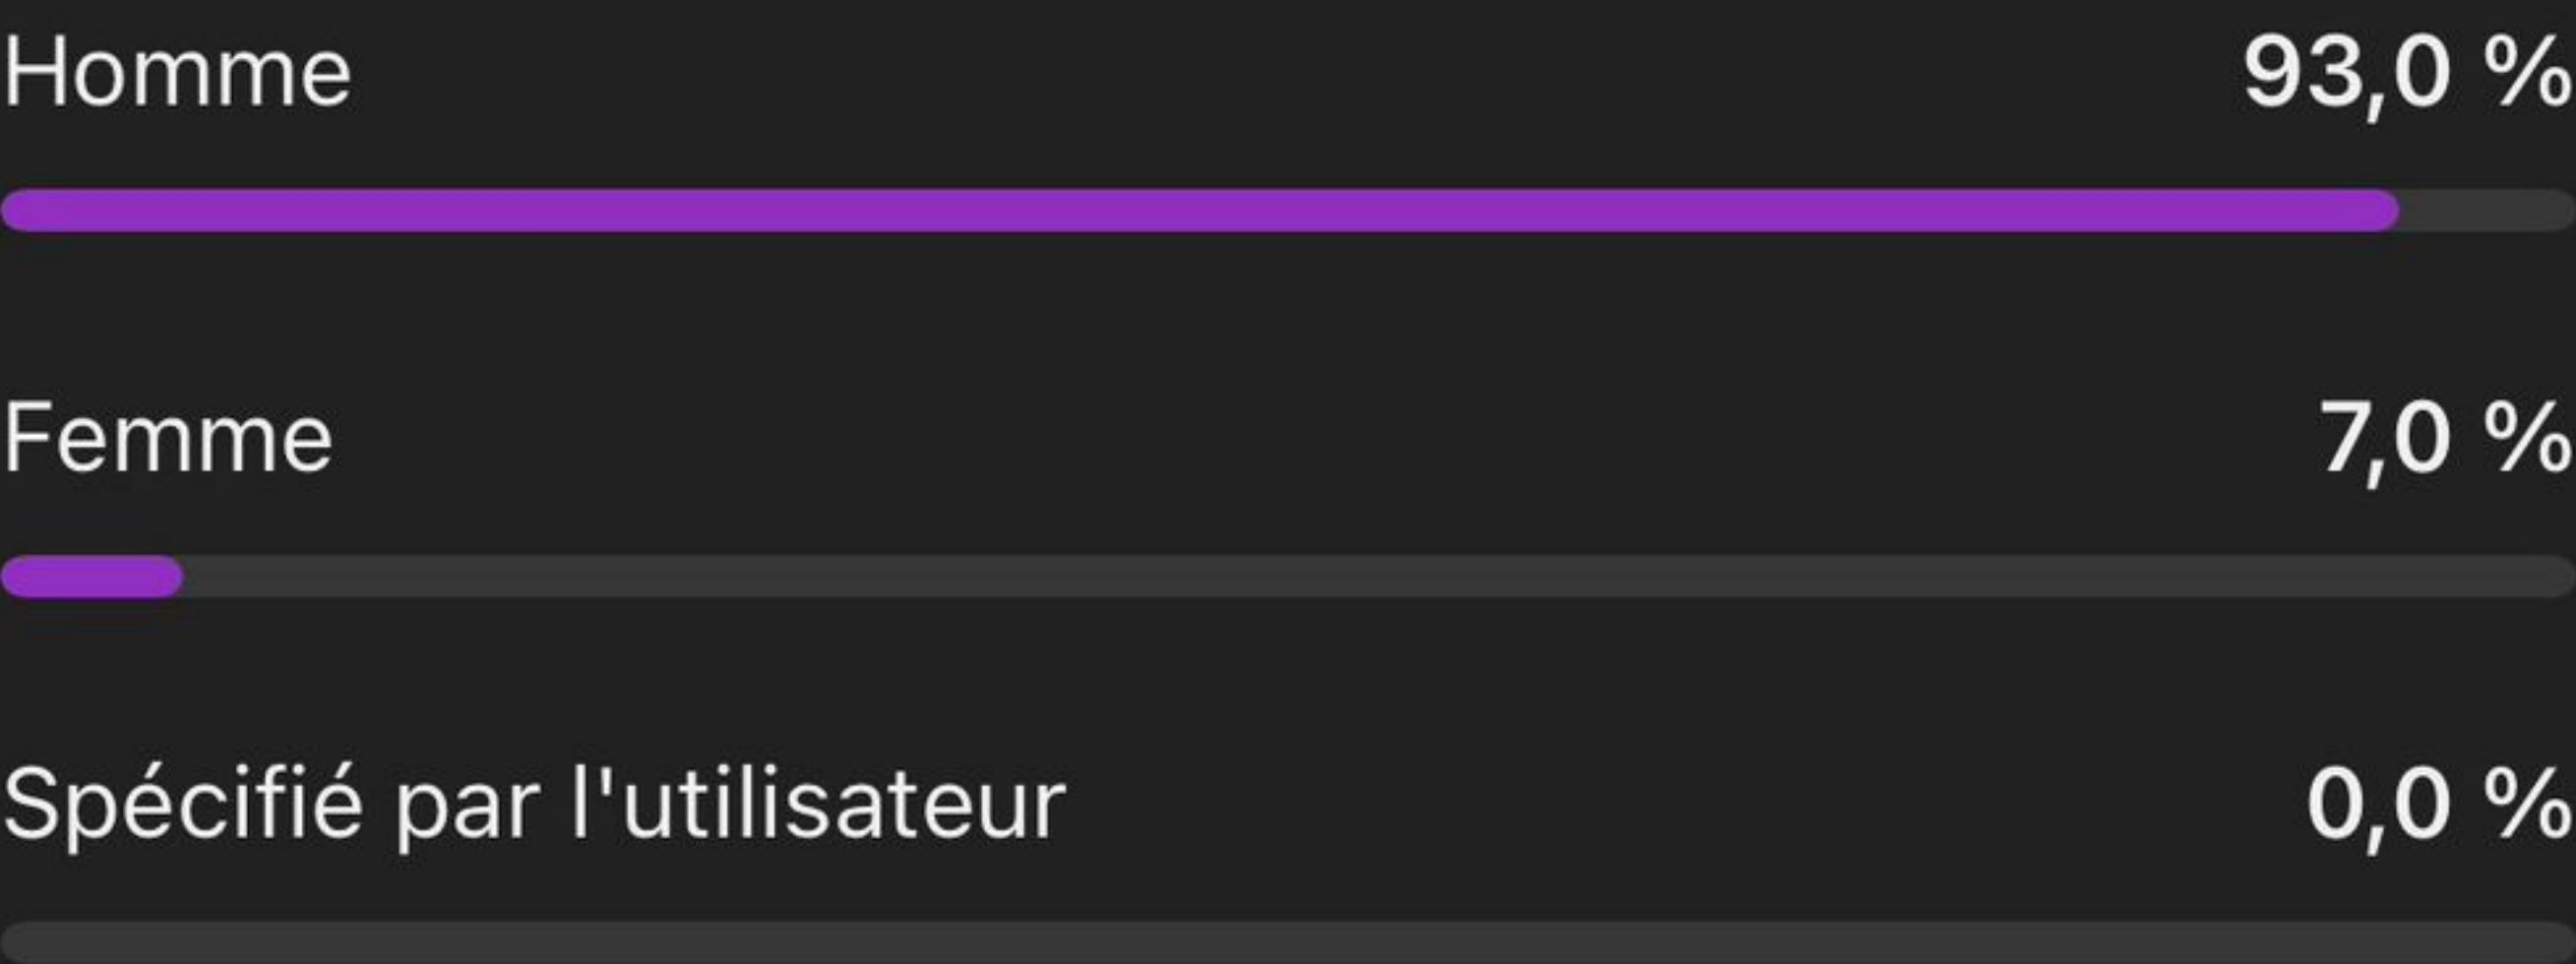 Homme 93,0 %
Femme 7,0 %
Spécifié par l'utilisateur 0,0 %